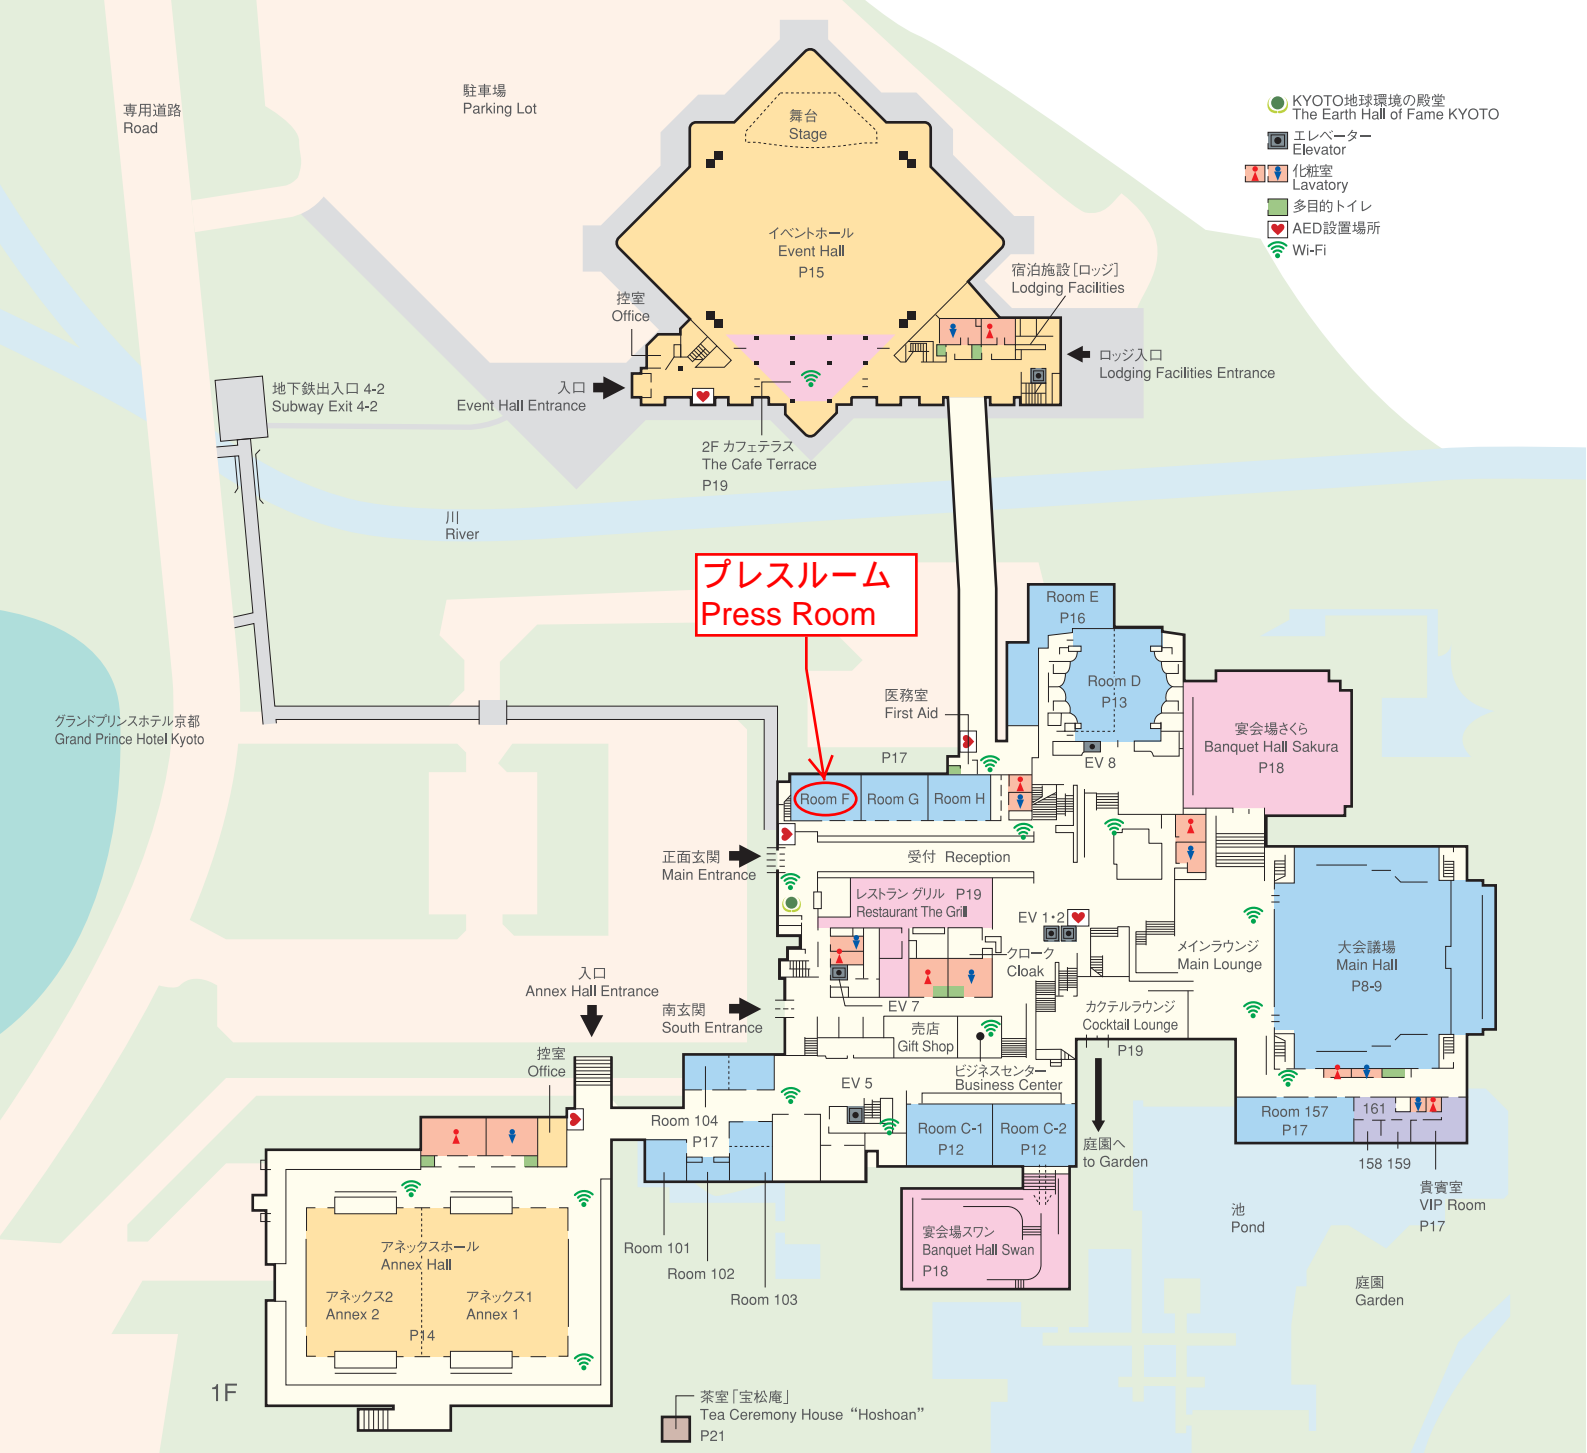 専用道路
Road
駐車場
Parking Lot
舞台
Stage
KYOTO地球環境の殿堂
The Earth Hall of Fame KYOTO
エレベーター
Elevator
化粧室
Lavatory
多目的トイレ
AED設置場所
Wi-Fi
イベントホール
Event Hall
P15
宿泊施設[ロッジ]
Lodging Facilities
控室
Office
ロッジ入口
Lodging Facilities Entrance
入口
Event Hall Entrance
地下鉄出入口 4-2
Subway Exit 4-2
2F カフェテラス
The Cafe Terrace
P19
川
River
プレスルーム
Press Room
Room E
P16
Room D
P13
医務室
First Aid
グランドプリンスホテル京都
Grand Prince Hotel Kyoto
宴会場さくら
Banquet Hall Sakura
P18
P17
EV 8
Room F
Room G
Room H
正面玄関
Main Entrance
受付 Reception
レストラン グリル P19
Restaurant The Grill
EV 1・2
クローク
Cloak
メインラウンジ
Main Lounge
大会議場
Main Hall
P8-9
入口
Annex Hall Entrance
南玄関
South Entrance
EV 7
売店
Gift Shop
カクテルラウンジ
Cocktail Lounge
P19
控室
Office
ビジネスセンター
Business Center
EV 5
Room 104
P17
Room C-1
P12
Room C-2
P12
庭園へ
to Garden
Room 157
P17
161
158 159
貴賓室
VIP Room
P17
池
Pond
Room 101
Room 102
Room 103
宴会場スワン
Banquet Hall Swan
P18
アネックスホール
Annex Hall
アネックス2
Annex 2
アネックス1
Annex 1
P14
庭園
Garden
1F
茶室「宝松庵」
Tea Ceremony House “Hoshoan”
P21